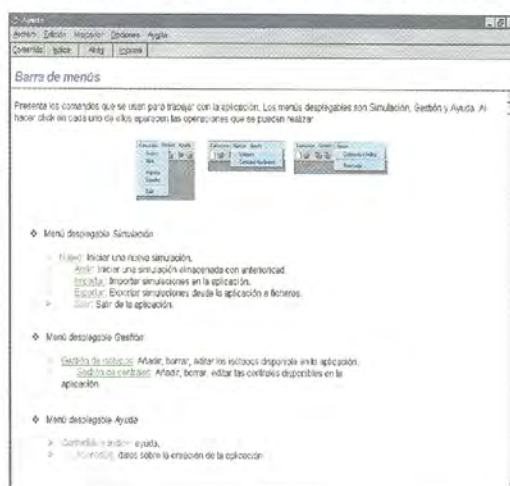 Ayuda
Archivo Edición Marcador Opciones Ayuda
Contenido Índice Atrás Imprimir
Barra de menús
Presenta los comandos que se usan para trabajar con la aplicación. Los menús desplegables son Simulación, Gestión y Ayuda. Al
hacer click en cada uno de ellos aparecen las operaciones que se pueden realizar
Menú desplegable Simulación
Nuevo: Iniciar una nueva simulación.
Abrir: Iniciar una simulación almacenada con anterioridad.
Importar: Importar simulaciones en la aplicación.
Exportar: Exportar simulaciones desde la aplicación a ficheros.
Salir: Salir de la aplicación.
Menú desplegable Gestión
Gestión de isótopos: Añadir, borrar, editar los isótopos disponible en la aplicación.
Gestión de centrales: Añadir, borrar, editar las centrales disponibles en la
aplicación.
Menú desplegable Ayuda
Contenido e índice: ayuda.
datos sobre la creación de la aplicación